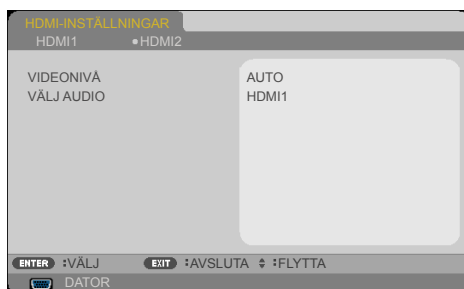 HDMI-INSTÄLLNINGAR
HDMI1 •HDMI2
VIDEONIVÅ AUTO
VÄLJ AUDIO HDMI1
ENTER :VÄLJ EXIT :AVSLUTA :FLYTTA
DATOR